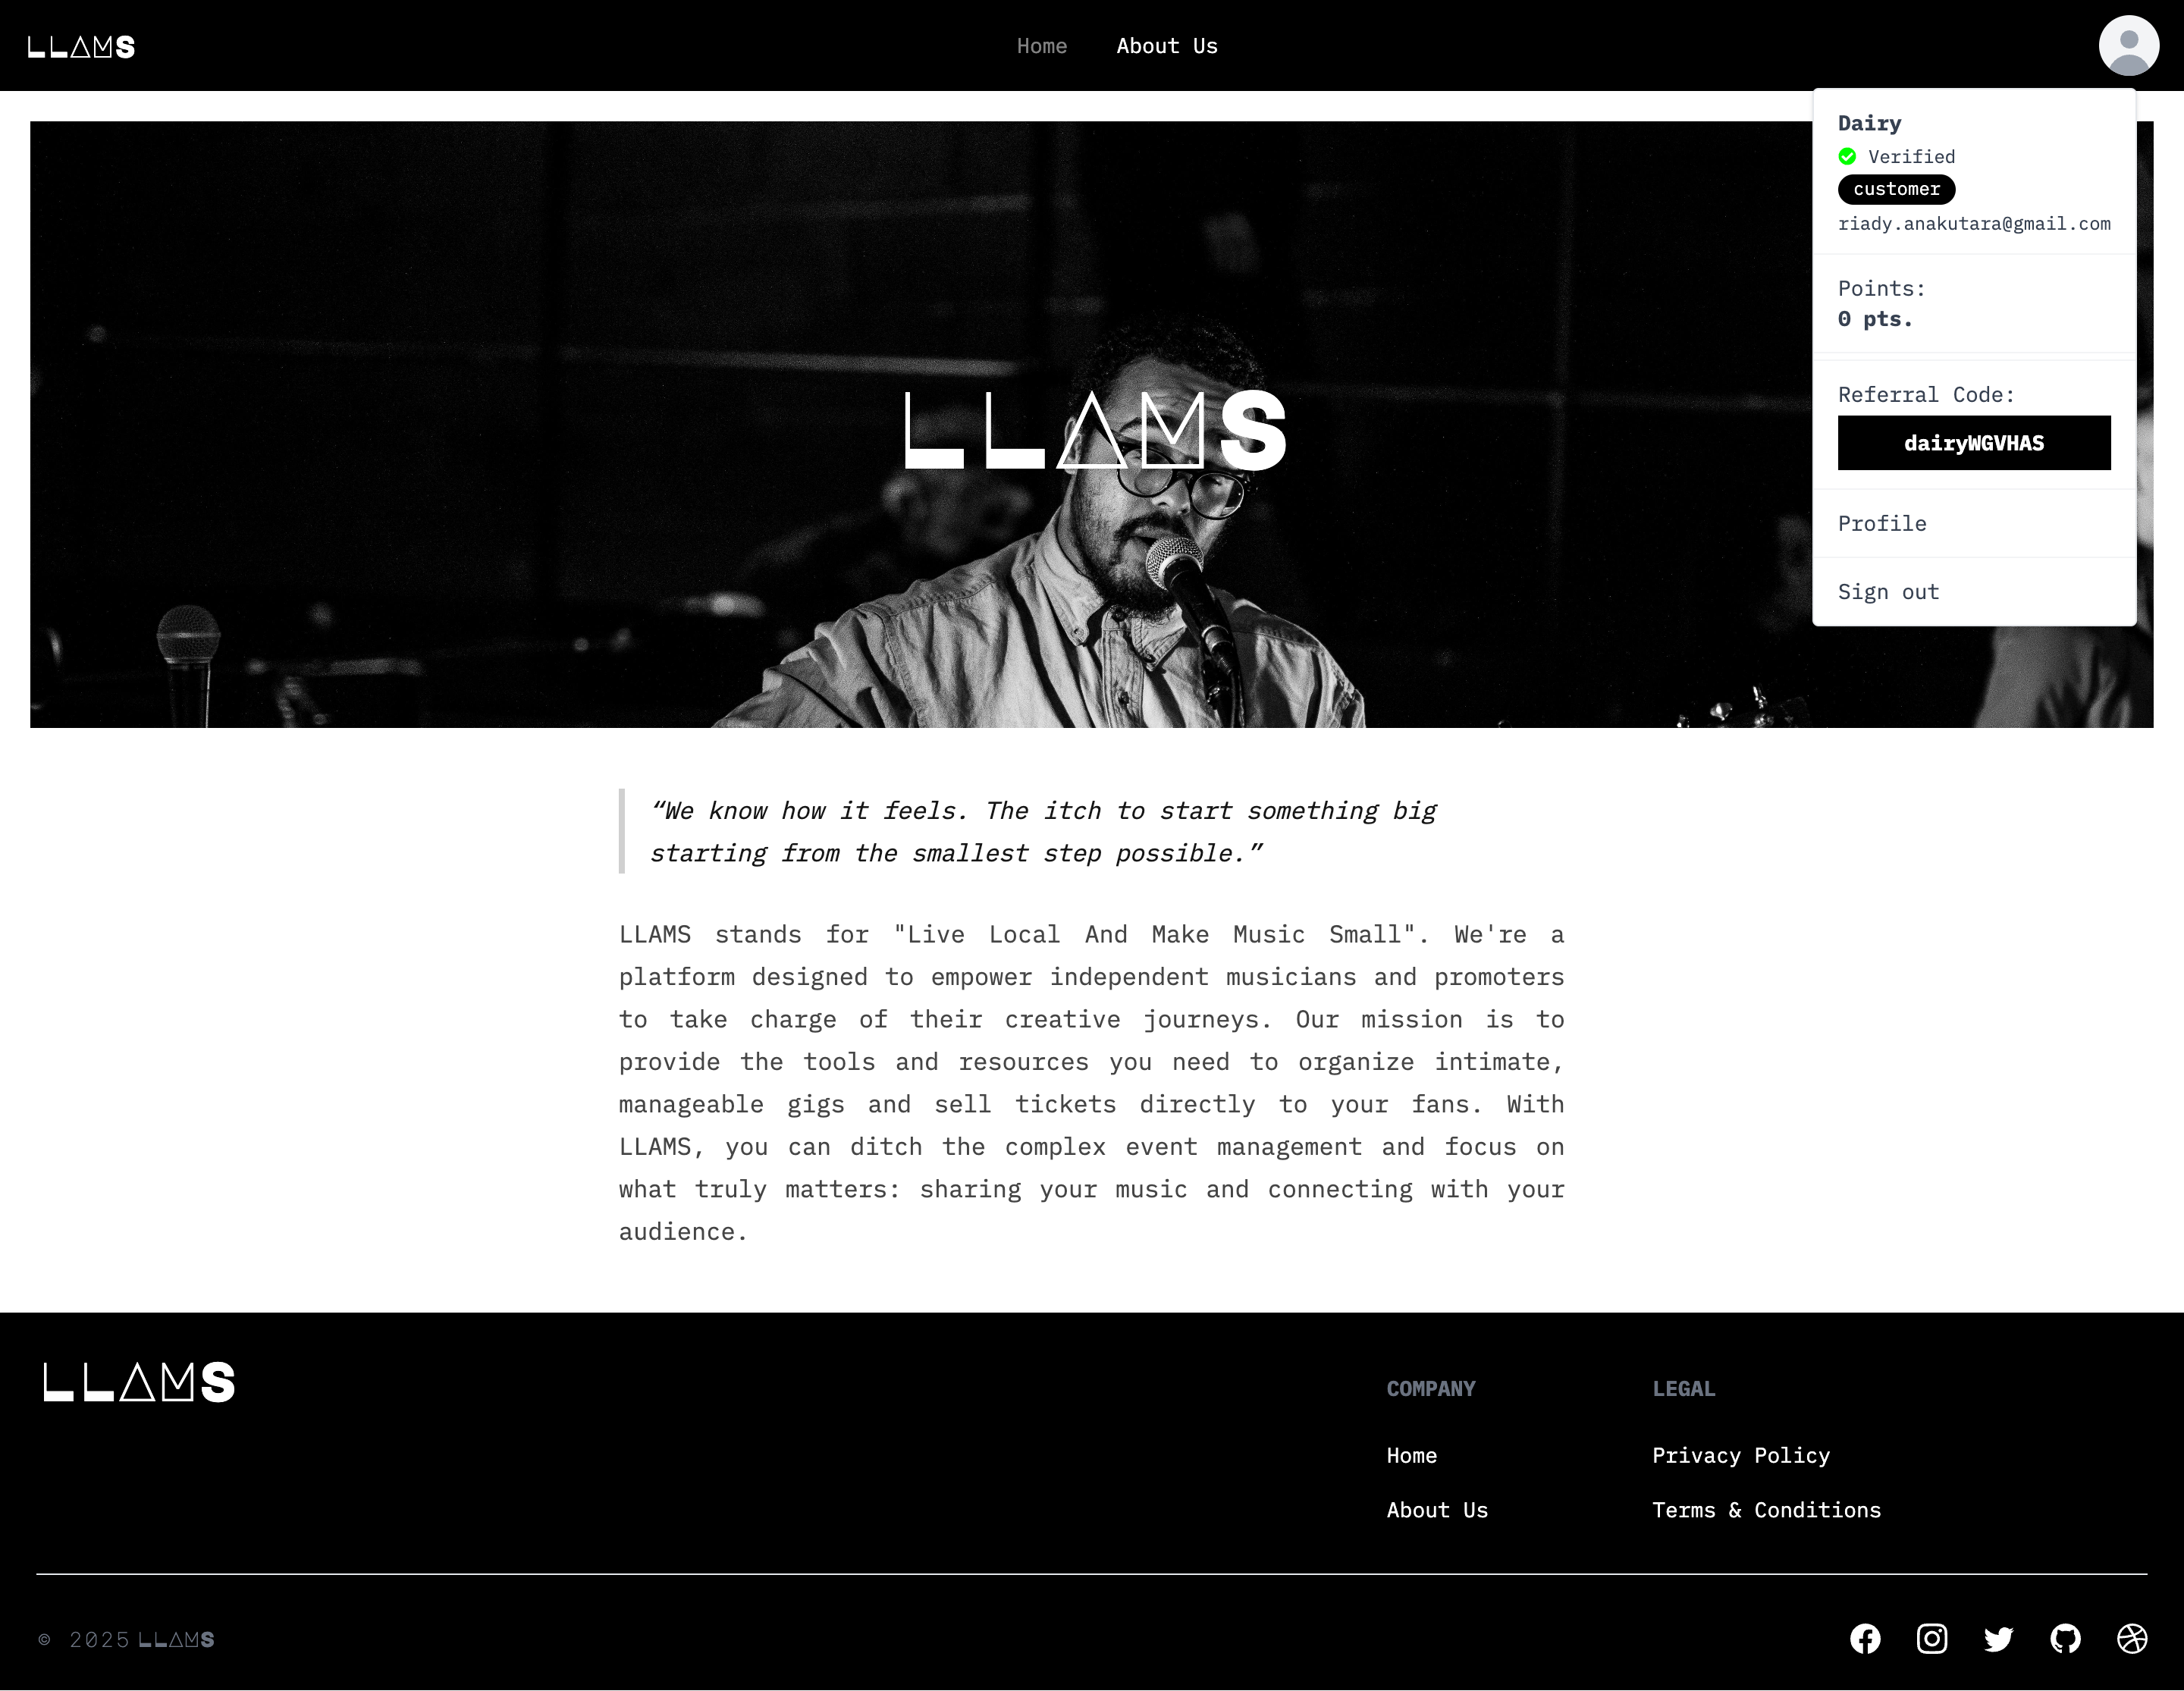 LLAMS
Home
About Us
Dairy
Verified
customer
riady.anakutara@gmail.com
Points:
0 pts.
Referral Code:
dairyWGVHAS
Profile
Sign out
LLAMS
“We know how it feels. The itch to start something big
starting from the smallest step possible.”
LLAMS stands for "Live Local And Make Music Small". We're a
platform designed to empower independent musicians and promoters
to take charge of their creative journeys. Our mission is to
provide the tools and resources you need to organize intimate,
manageable gigs and sell tickets directly to your fans. With
LLAMS, you can ditch the complex event management and focus on
what truly matters: sharing your music and connecting with your
audience.
LLAMS
COMPANY
Home
About Us
LEGAL
Privacy Policy
Terms & Conditions
© 2025 LLAMS